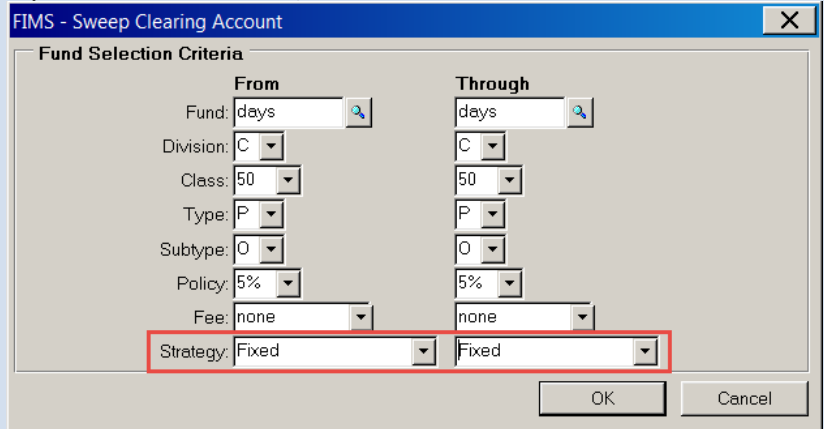 FIMS - Sweep Clearing Account
Fund Selection Criteria
From Through
Fund: days days
Division: C C
Class: 50 50
Type: P P
Subtype: O O
Policy: 5% 5%
Fee: none none
Strategy: Fixed Fixed
OK Cancel